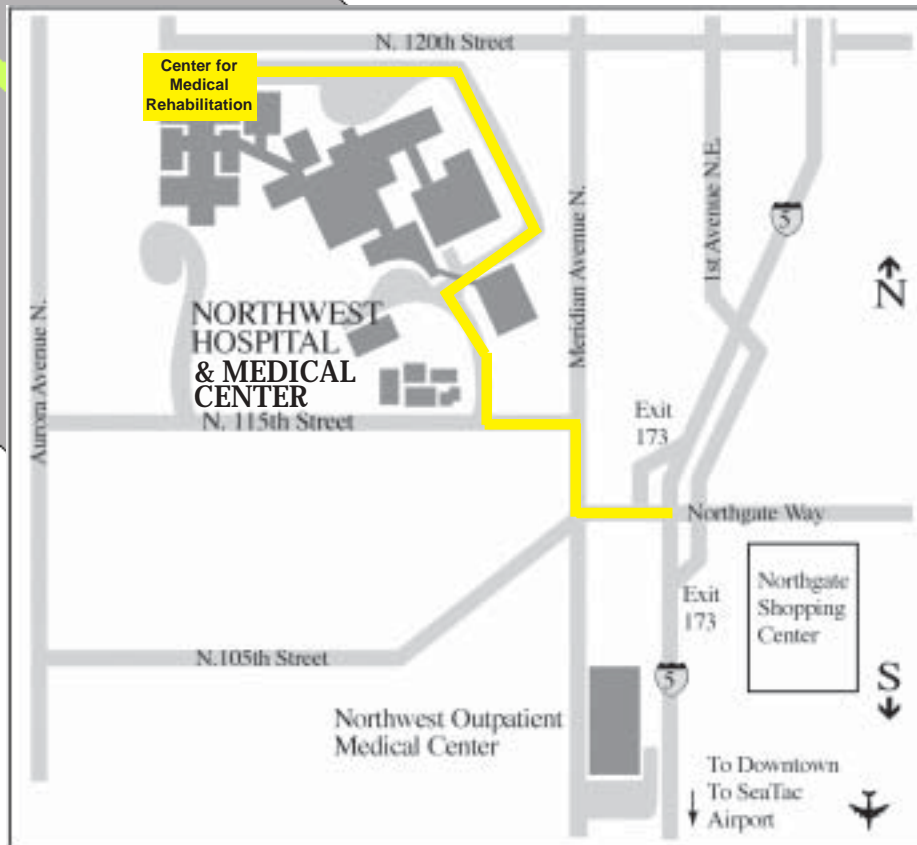 N. 120th Street
Center for
Medical
Rehabilitation
1st Avenue N.E.
5
N
Meridian Avenue N.
Aurora Avenue N.
NORTHWEST
HOSPITAL
& MEDICAL
CENTER
N. 115th Street
Exit
173
Northgate Way
Northgate
Shopping
Center
Exit
173
N.105th Street
5
S
Northwest Outpatient
Medical Center
To Downtown
To SeaTac
Airport